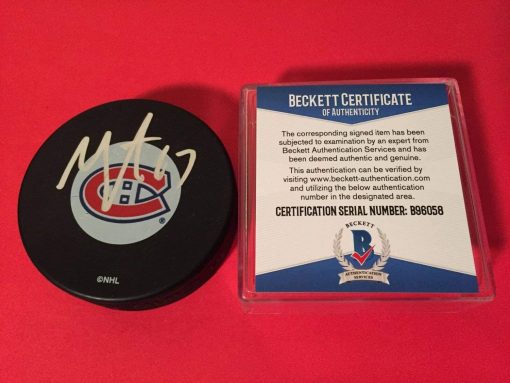 17
©NHL
BECKETT CERTIFICATE
OF AUTHENTICITY
The corresponding signed item has been
subjected to examination by an expert from
Beckett Authentication Services and has
been deemed authentic and genuine.
This authentication can be verified by
visiting www.beckett-authentication.com
and utilizing the below authentication
number in the designated area.
CERTIFICATION SERIAL NUMBER: B96058
BECKETT
B
AUTHENTICATION
SERVICES